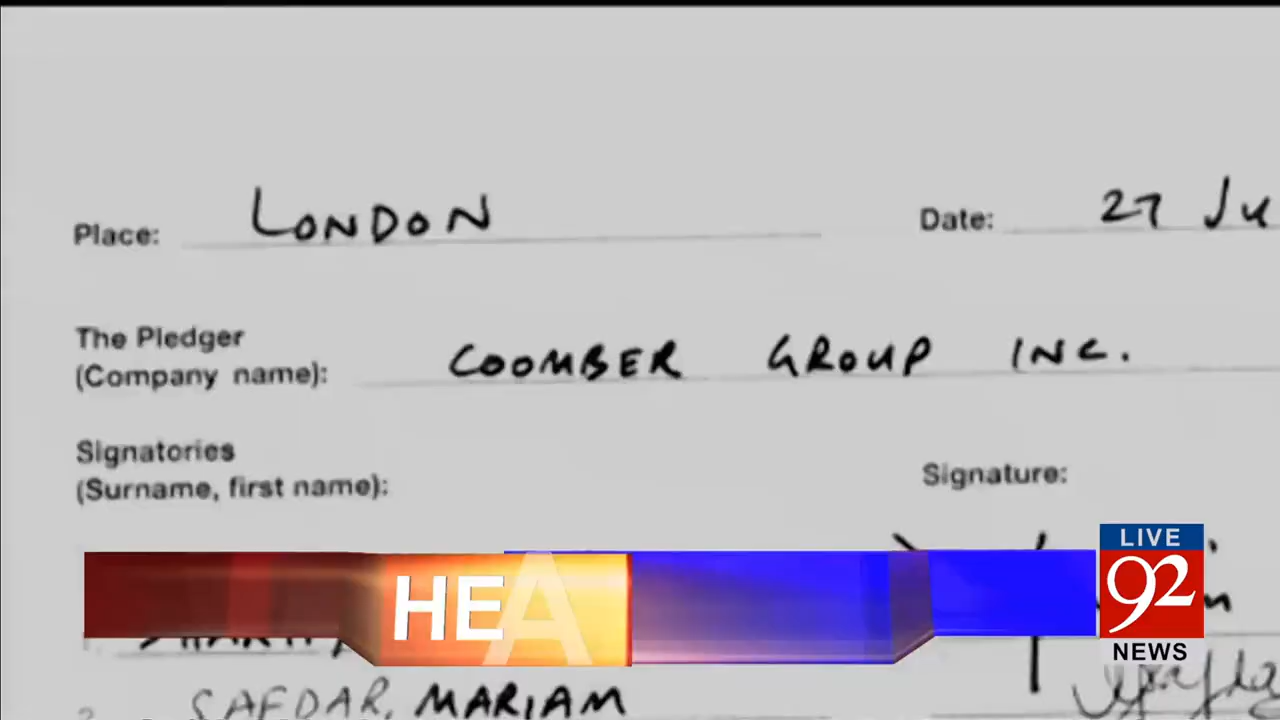 Place: LONDON Date: 27 Ju
The Pledger
(Company name): COOMBER GROUP INC.
Signatories
(Surname, first name): Signature:
LIVE
HEA
92
NEWS
SAFDAR, MARIAM